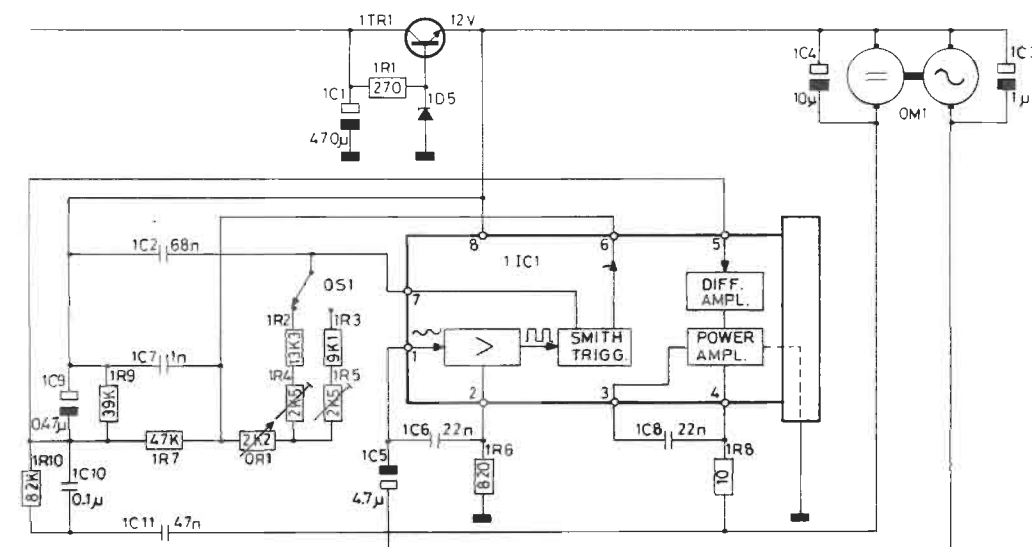 1TR1
12V
1R1
270
1C1
470µ
1D5
1C4
10µ
=
∼
0M1
1C
1µ
1C2
68n
8
6
5
1IC1
0S1
7
DIFF.
AMPL.
1R2
1R3
13K3
9K1
SMITH
TRIGG.
POWER
AMPL.
>
1
1C7
1n
1R4
1R5
2K5
2K5
1C9
0.47µ
1R9
39K
2
3
4
1C6
22n
1C8
22n
47K
1R7
2K2
0R1
1C5
4.7µ
1R6
820
1R8
10
1R10
82K
1C10
0.1µ
1C11
47n